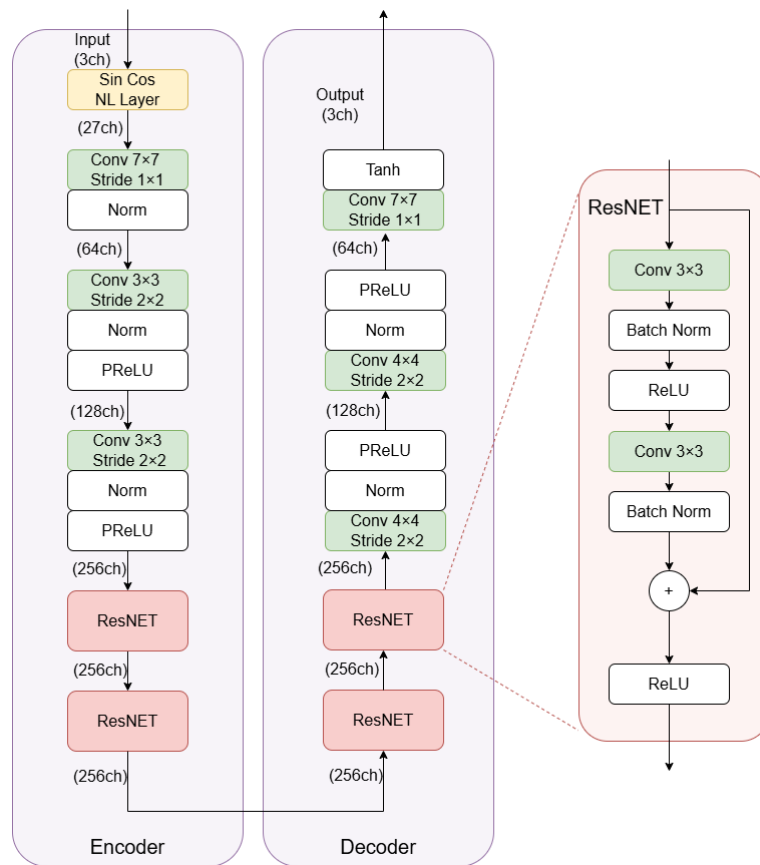 Input
(3ch)
Sin Cos
NL Layer
(27ch)
Conv 7×7
Stride 1×1
Norm
(64ch)
Conv 3×3
Stride 2×2
Norm
PReLU
(128ch)
Conv 3×3
Stride 2×2
Norm
PReLU
(256ch)
ResNET
(256ch)
ResNET
(256ch)
Encoder
Output
(3ch)
Tanh
Conv 7×7
Stride 1×1
(64ch)
PReLU
Norm
Conv 4×4
Stride 2×2
(128ch)
PReLU
Norm
Conv 4×4
Stride 2×2
(256ch)
ResNET
(256ch)
ResNET
(256ch)
Decoder
ResNET
Conv 3×3
Batch Norm
ReLU
Conv 3×3
Batch Norm
+
ReLU